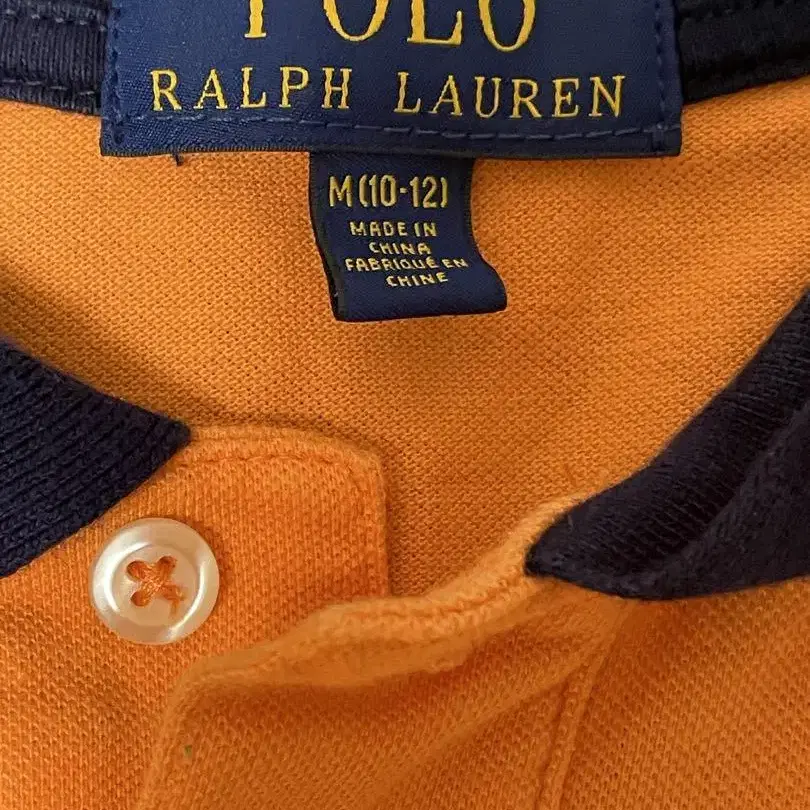 POLO
RALPH LAUREN
M(10-12)
MADE IN
CHINA
FABRIQUÉ EN
CHINE